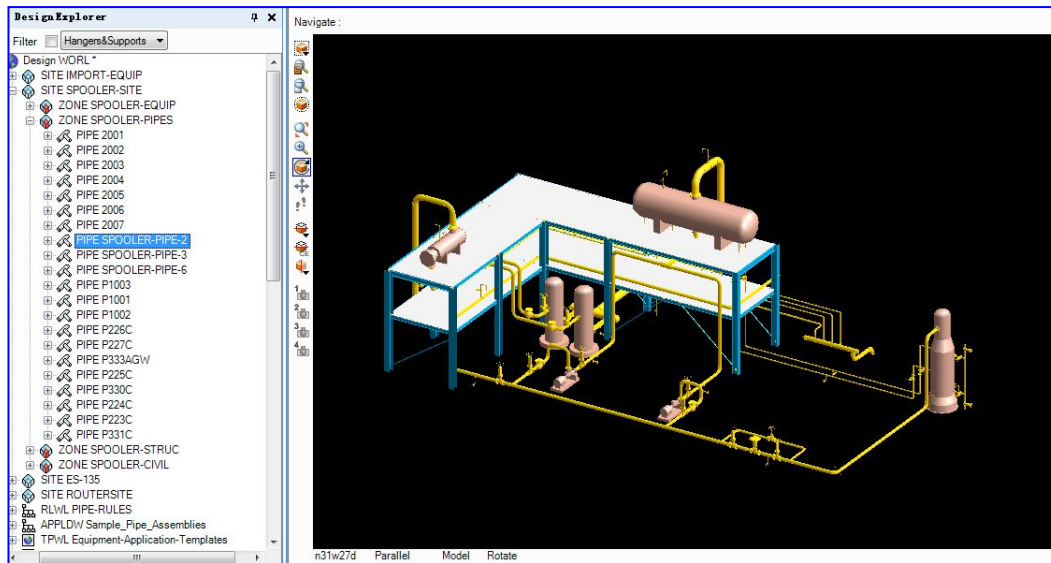 DesignExplorer
Filter Hangers&Supports
Design WORL *
SITE IMPORT-EQUIP
SITE SPOOLER-SITE
ZONE SPOOLER-EQUIP
ZONE SPOOLER-PIPES
PIPE 2001
PIPE 2002
PIPE 2003
PIPE 2004
PIPE 2005
PIPE 2006
PIPE 2007
PIPE SPOOLER-PIPE-2
PIPE SPOOLER-PIPE-3
PIPE SPOOLER-PIPE-6
PIPE P1003
PIPE P1001
PIPE P1002
PIPE P226C
PIPE P227C
PIPE P333AGW
PIPE P225C
PIPE P330C
PIPE P224C
PIPE P223C
PIPE P331C
ZONE SPOOLER-STRUC
ZONE SPOOLER-CIVIL
SITE ES-135
SITE ROUTERSITE
RLWL PIPE-RULES
APPLDW Sample_Pipe_Assemblies
TPWL Equipment-Application-Templates
Navigate :
1
2
3
4
n31w27d Parallel Model Rotate